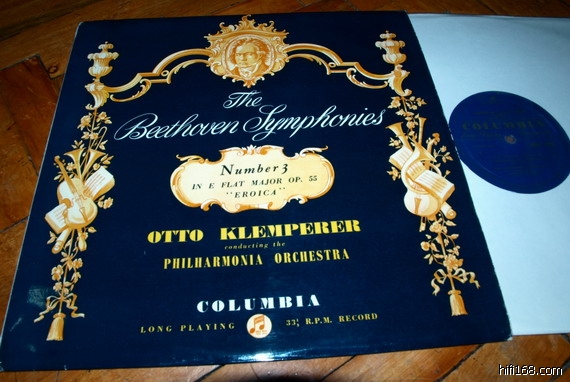 The
Beethoven Symphonies
Number 3
IN E FLAT MAJOR OP. 55
"EROICA"
OTTO KLEMPERER
conducting the
PHILHARMONIA ORCHESTRA
COLUMBIA
LONG PLAYING 33⅓ R.P.M. RECORD
COLUMBIA
hifi168.com